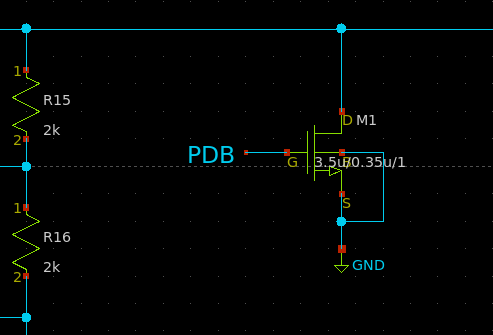 1
R15
2k
2
D M1
PDB
G 3.5u/0.35u/1
S
1
R16
2k
2
GND